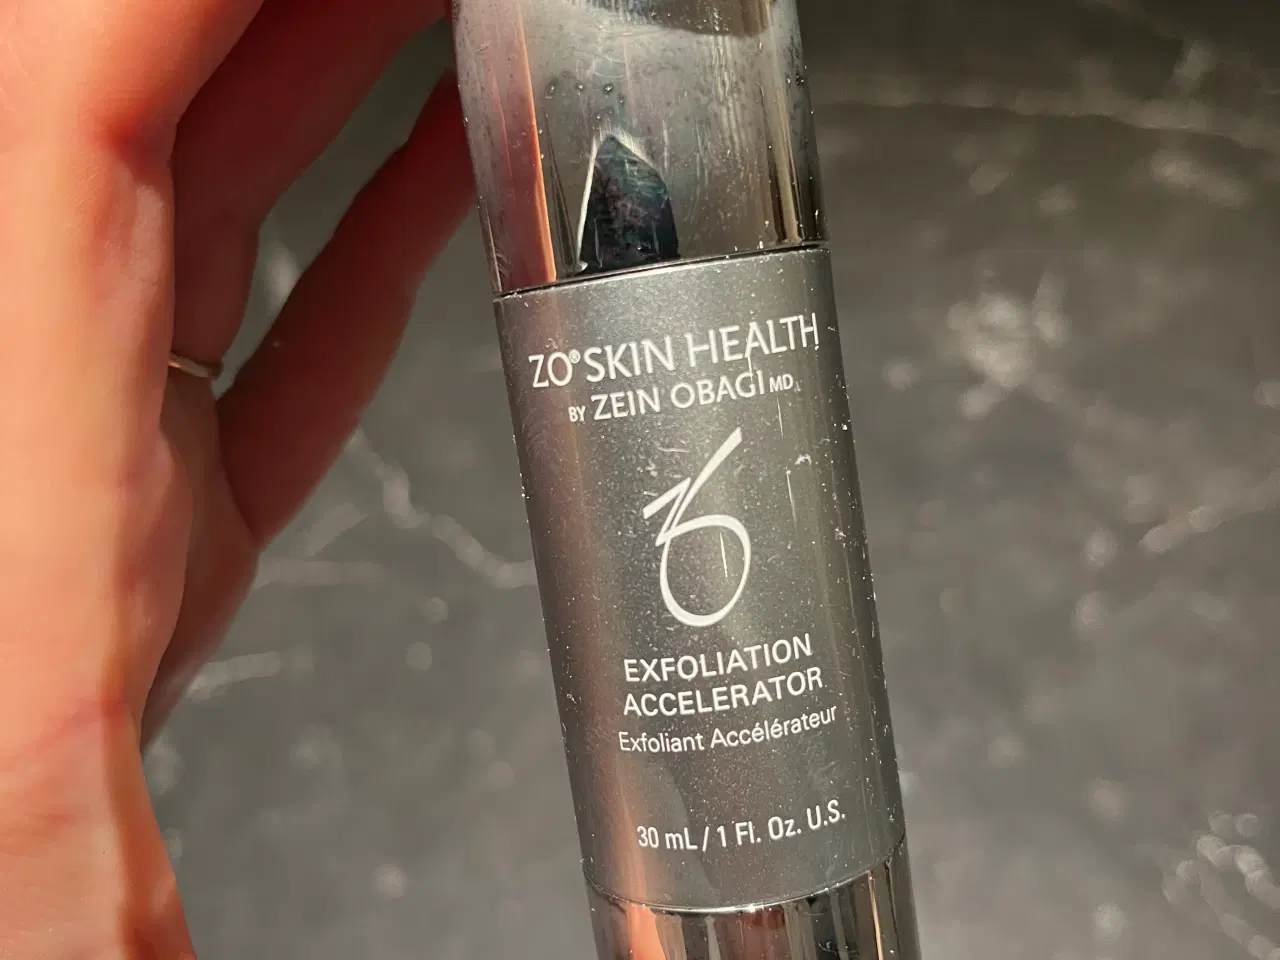 ZO® SKIN HEALTH
BY ZEIN OBAGI MD
EXFOLIATION
ACCELERATOR
Exfoliant Accélérateur
30 mL / 1 Fl. Oz. U.S.